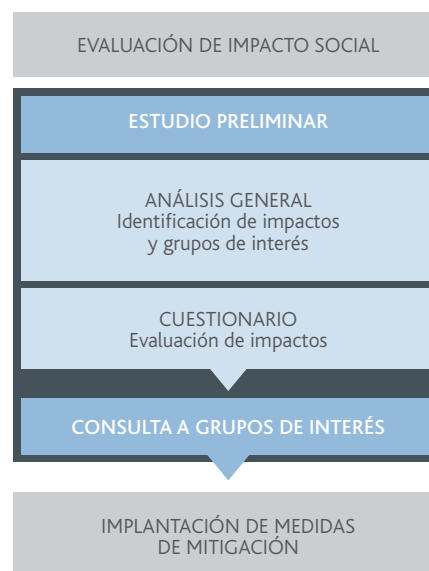 EVALUACIÓN DE IMPACTO SOCIAL
ESTUDIO PRELIMINAR
ANÁLISIS GENERAL
Identificación de impactos
y grupos de interés
CUESTIONARIO
Evaluación de impactos
CONSULTA A GRUPOS DE INTERÉS
IMPLANTACIÓN DE MEDIDAS
DE MITIGACIÓN